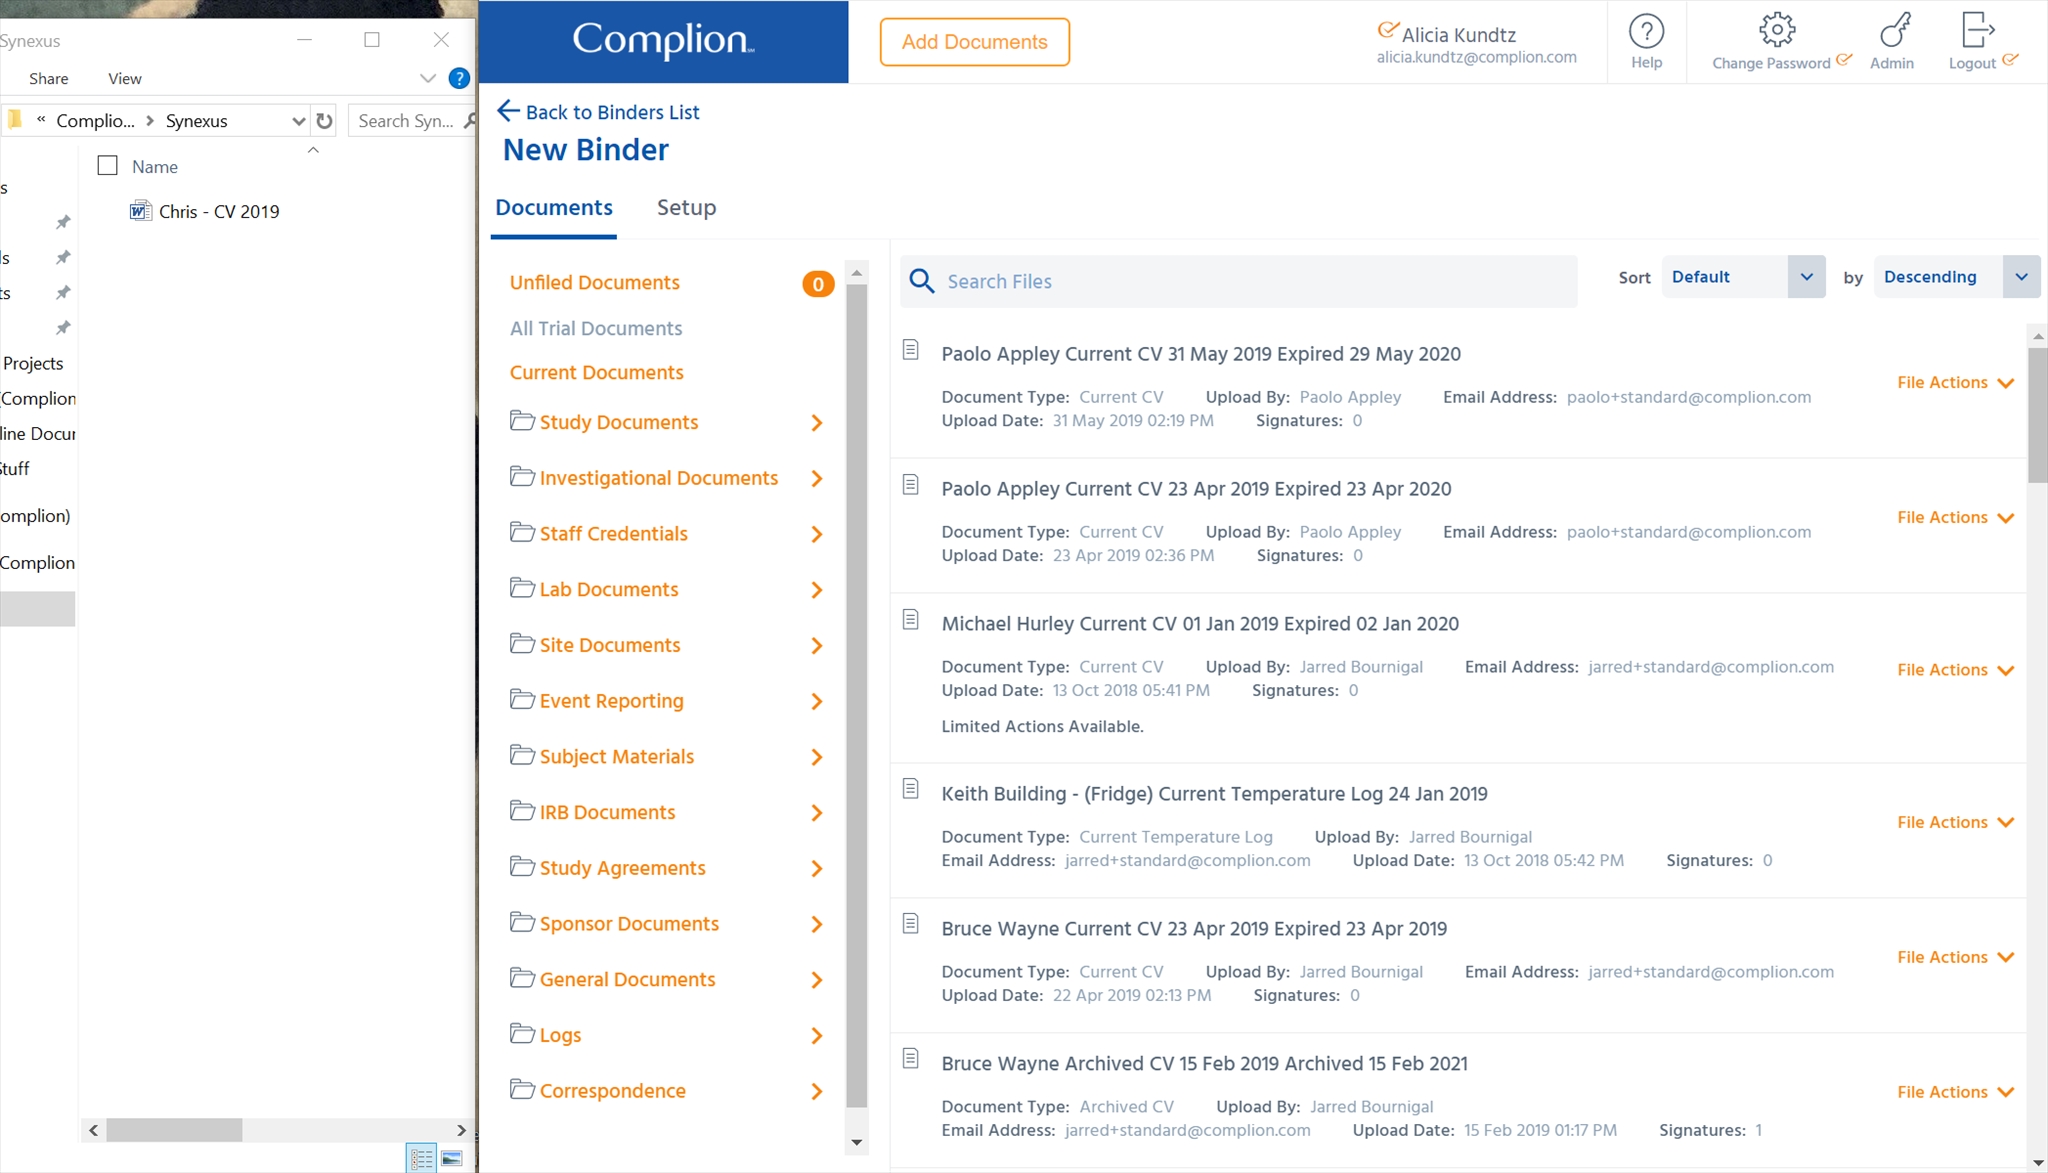 Synexus
Share View ?
« Complio... > Synexus Search Syn...
Name
Chris - CV 2019
s
ls
ts
Projects
(Complion
line Docur
Stuff
omplion)
Complion
Complion
Add Documents
Alicia Kundtz
alicia.kundtz@complion.com
Help
Change Password
Admin
Logout
Back to Binders List
New Binder
Documents Setup
Unfiled Documents 0
All Trial Documents
Current Documents
Study Documents
Investigational Documents
Staff Credentials
Lab Documents
Site Documents
Event Reporting
Subject Materials
IRB Documents
Study Agreements
Sponsor Documents
General Documents
Logs
Correspondence
Search Files
Sort Default by Descending
Paolo Appley Current CV 31 May 2019 Expired 29 May 2020
Document Type: Current CV Upload By: Paolo Appley Email Address: paolo+standard@complion.com
Upload Date: 31 May 2019 02:19 PM Signatures: 0
File Actions
Paolo Appley Current CV 23 Apr 2019 Expired 23 Apr 2020
Document Type: Current CV Upload By: Paolo Appley Email Address: paolo+standard@complion.com
Upload Date: 23 Apr 2019 02:36 PM Signatures: 0
File Actions
Michael Hurley Current CV 01 Jan 2019 Expired 02 Jan 2020
Document Type: Current CV Upload By: Jarred Bournigal Email Address: jarred+standard@complion.com
Upload Date: 13 Oct 2018 05:41 PM Signatures: 0
Limited Actions Available.
File Actions
Keith Building - (Fridge) Current Temperature Log 24 Jan 2019
Document Type: Current Temperature Log Upload By: Jarred Bournigal
Email Address: jarred+standard@complion.com Upload Date: 13 Oct 2018 05:42 PM Signatures: 0
File Actions
Bruce Wayne Current CV 23 Apr 2019 Expired 23 Apr 2019
Document Type: Current CV Upload By: Jarred Bournigal Email Address: jarred+standard@complion.com
Upload Date: 22 Apr 2019 02:13 PM Signatures: 0
File Actions
Bruce Wayne Archived CV 15 Feb 2019 Archived 15 Feb 2021
Document Type: Archived CV Upload By: Jarred Bournigal
Email Address: jarred+standard@complion.com Upload Date: 15 Feb 2019 01:17 PM Signatures: 1
File Actions